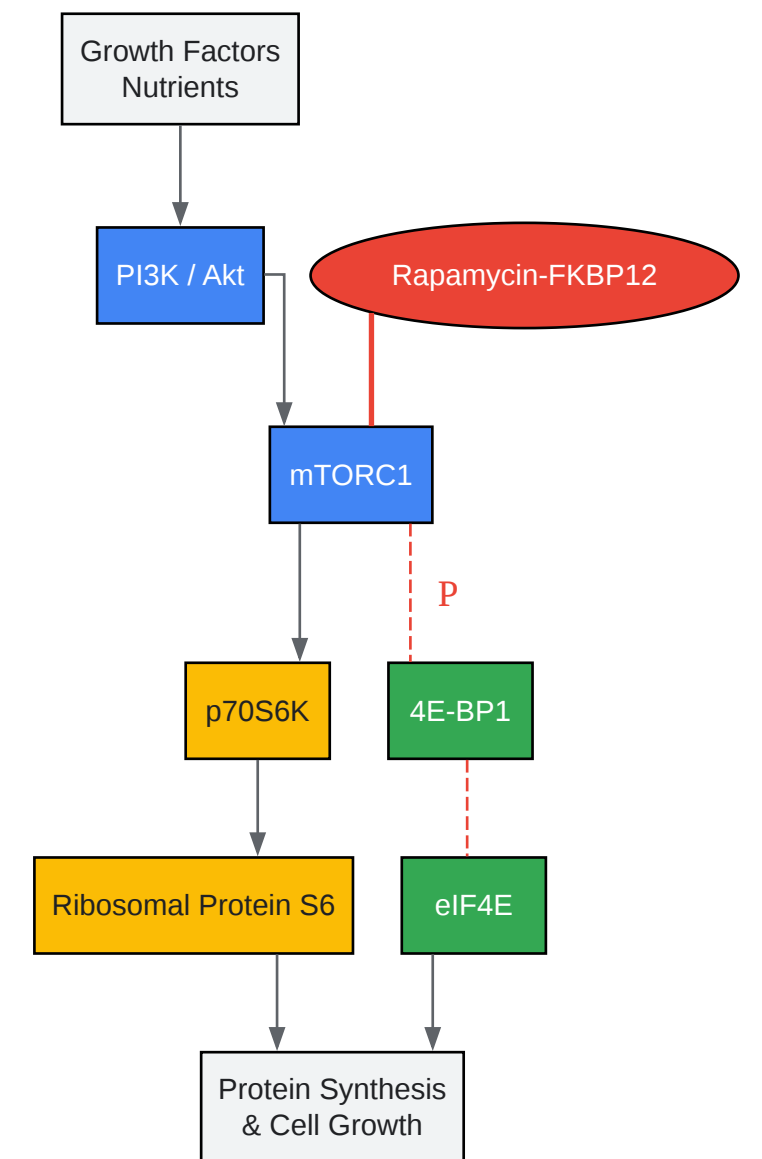 Growth Factors
Nutrients
PI3K / Akt
Rapamycin-FKBP12
mTORC1
P
p70S6K
4E-BP1
Ribosomal Protein S6
eIF4E
Protein Synthesis
& Cell Growth